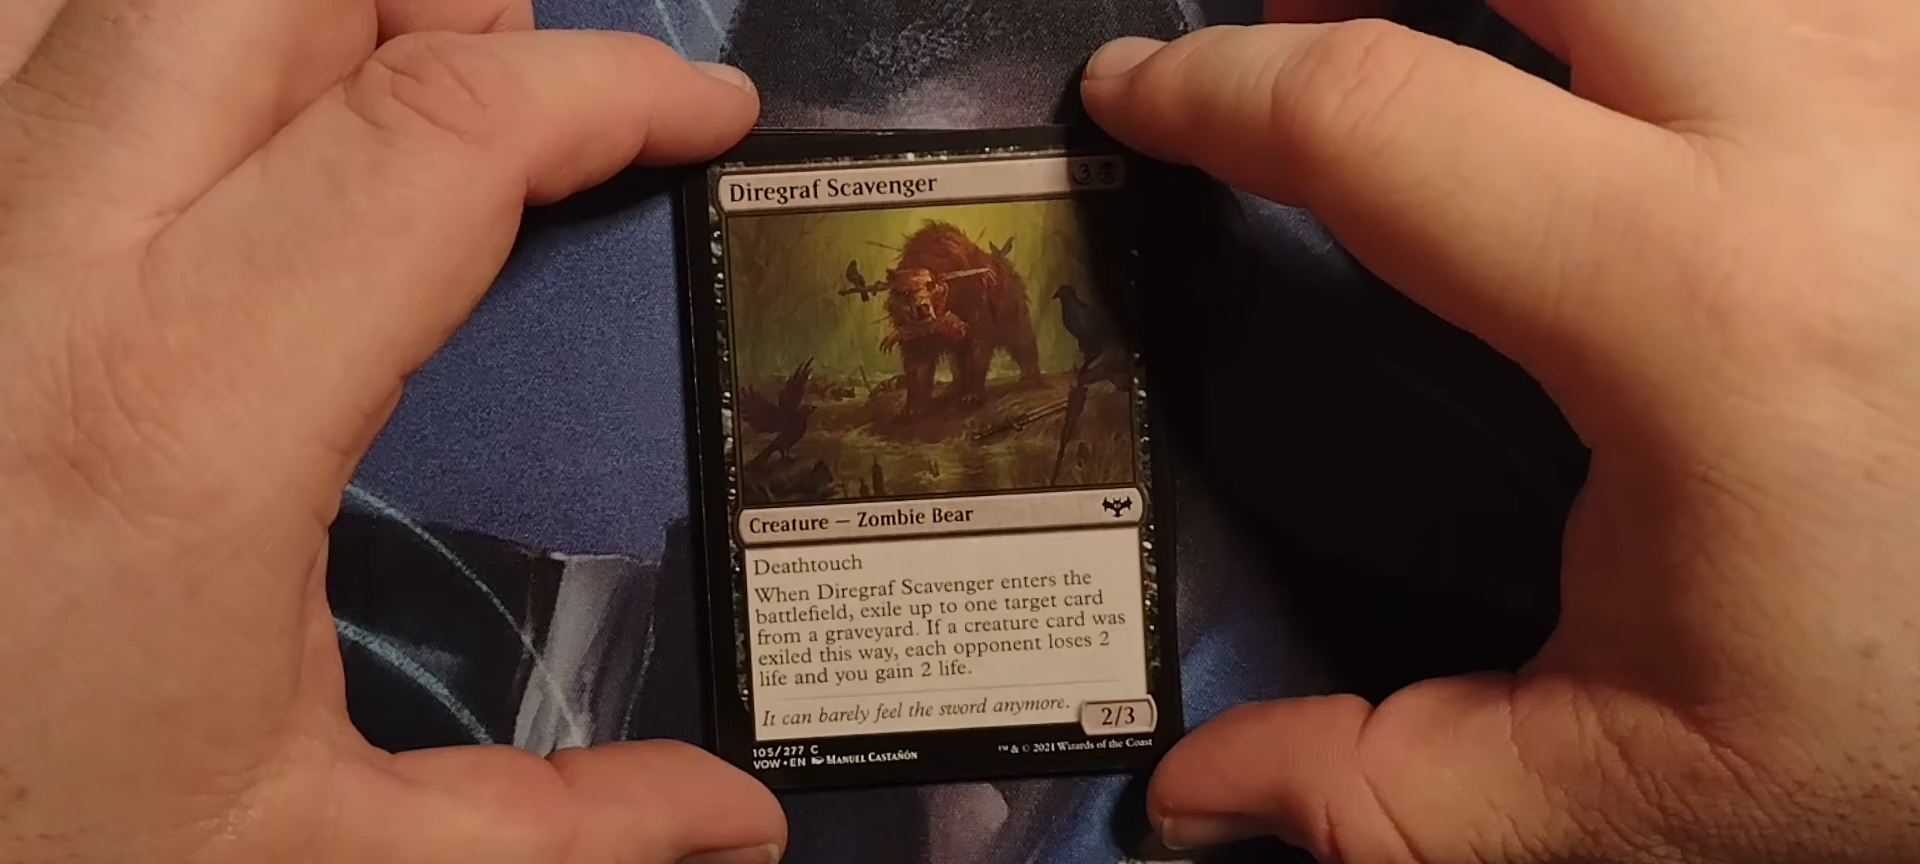 Diregraf Scavenger 3
Creature — Zombie Bear
Deathtouch
When Diregraf Scavenger enters the
battlefield, exile up to one target card
from a graveyard. If a creature card was
exiled this way, each opponent loses 2
life and you gain 2 life.
It can barely feel the sword anymore.
2/3
105/277 C
VOW • EN MANUEL CASTAÑÓN
™ & © 2021 Wizards of the Coast